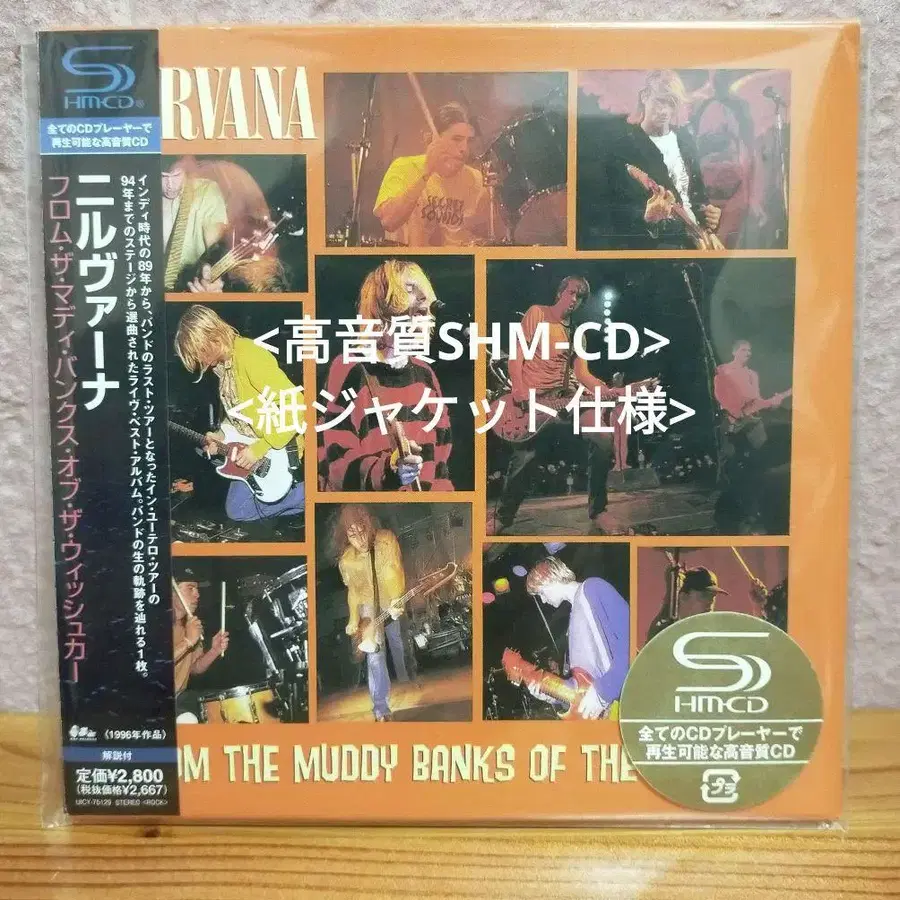 SHM-CD®
全てのCDプレーヤーで
再生可能な高音質CD
ニルヴァーナ
フロム・ザ・マディ・バンクス・オブ・ザ・ウィッシュカー
インディ時代の89年から、バンドのラスト・ツアーとなったイン・ユーテロ・ツアーの
94年までのステージから選曲されたライヴ・ベスト・アルバム。バンドの生の軌跡を辿れる1枚。
(1996年作品)
解説付
定価¥2,800
(税抜価格¥2,667)
UICY-75129 STEREO <ROCK>
RVANA
SECRET
SOUNDS
<高音質SHM-CD>
<紙ジャケット仕様>
OM THE MUDDY BANKS OF THE
SHM-CD
全てのCDプレーヤーで
再生可能な高音質CD
プラ